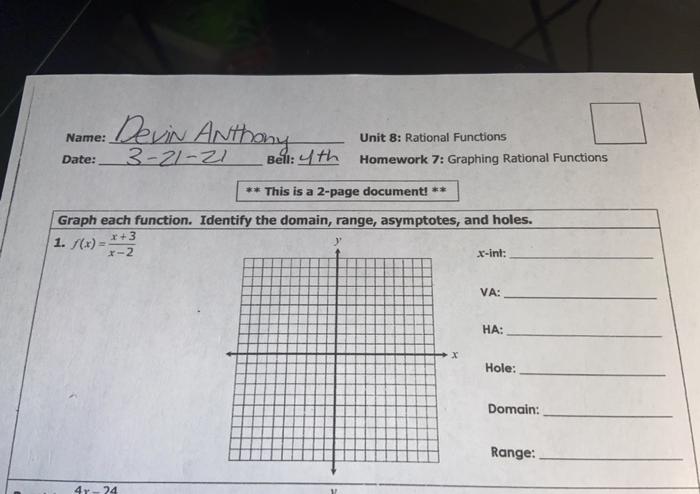 Name: Devin Anthony Unit 8: Rational Functions
Date: 3-21-21 Bell: 4th Homework 7: Graphing Rational Functions
** This is a 2-page document! **
Graph each function. Identify the domain, range, asymptotes, and holes.
1. f(x) = x+3 / x-2
y
x
x-int:
VA:
HA:
Hole:
Domain:
Range:
4x-24
y